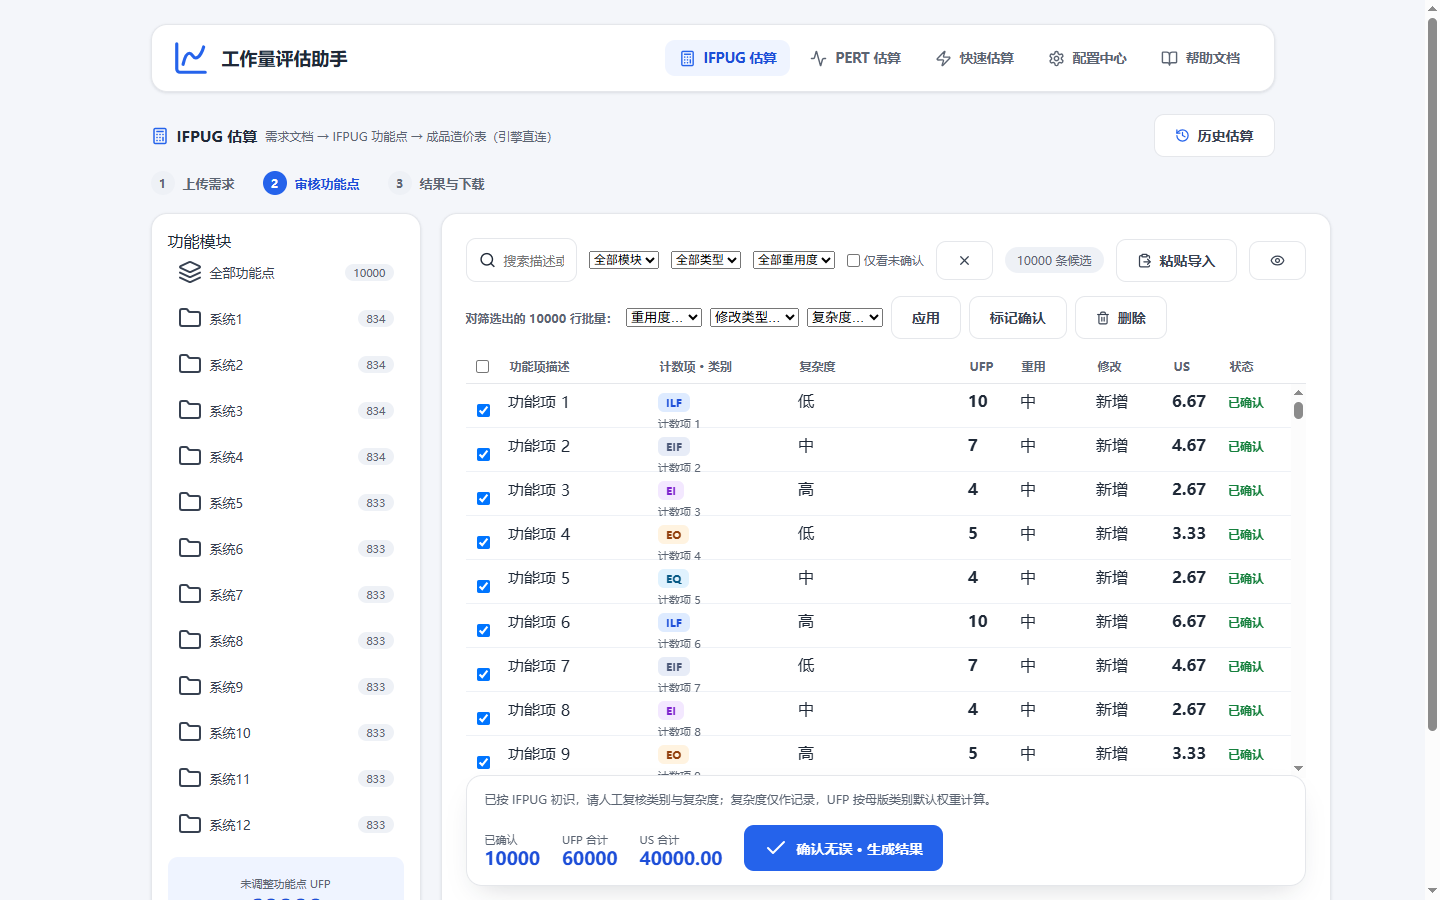 工作量评估助手
IFPUG 估算
PERT 估算
快速估算
配置中心
帮助文档
IFPUG 估算 需求文档 → IFPUG 功能点 → 成品造价表（引擎直连）
历史估算
1 上传需求
2 审核功能点
3 结果与下载
功能模块
全部功能点 10000
系统1 834
系统2 834
系统3 834
系统4 834
系统5 833
系统6 833
系统7 833
系统8 833
系统9 833
系统10 833
系统11 833
系统12 833
未调整功能点 UFP
搜索描述或
全部模块
全部类型
全部重用度
仅看未确认
10000 条候选
粘贴导入
对筛选出的 10000 行批量：
重用度...
修改类型...
复杂度...
应用
标记确认
删除
功能项描述 计数项 • 类别 复杂度 UFP 重用 修改 US 状态
功能项 1 ILF 低 10 中 新增 6.67 已确认
计数项 1
功能项 2 EIF 中 7 中 新增 4.67 已确认
计数项 2
功能项 3 EI 高 4 中 新增 2.67 已确认
计数项 3
功能项 4 EO 低 5 中 新增 3.33 已确认
计数项 4
功能项 5 EQ 中 4 中 新增 2.67 已确认
计数项 5
功能项 6 ILF 高 10 中 新增 6.67 已确认
计数项 6
功能项 7 EIF 低 7 中 新增 4.67 已确认
计数项 7
功能项 8 EI 中 4 中 新增 2.67 已确认
计数项 8
功能项 9 EO 高 5 中 新增 3.33 已确认
已按 IFPUG 初识，请人工复核类别与复杂度；复杂度仅作记录，UFP 按母版类别默认权重计算。
已确认 UFP 合计 US 合计
10000 60000 40000.00
确认无误 • 生成结果